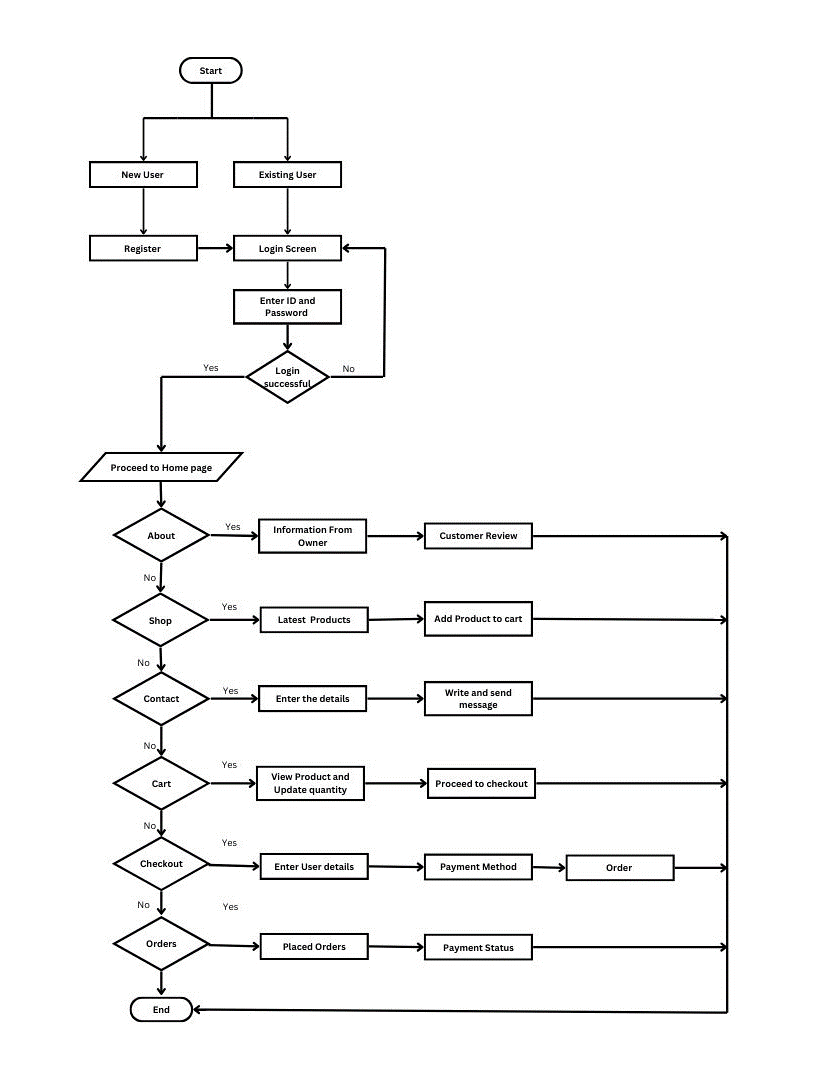 Start
New User
Existing User
Register
Login Screen
Enter ID and
Password
Login
successful
Yes
No
Proceed to Home page
About
Yes
Information From
Owner
Customer Review
No
Shop
Yes
Latest Products
Add Product to cart
No
Contact
Yes
Enter the details
Write and send
message
No
Cart
Yes
View Product and
Update quantity
Proceed to checkout
No
Checkout
Yes
Enter User details
Payment Method
Order
No
Orders
Yes
Placed Orders
Payment Status
End